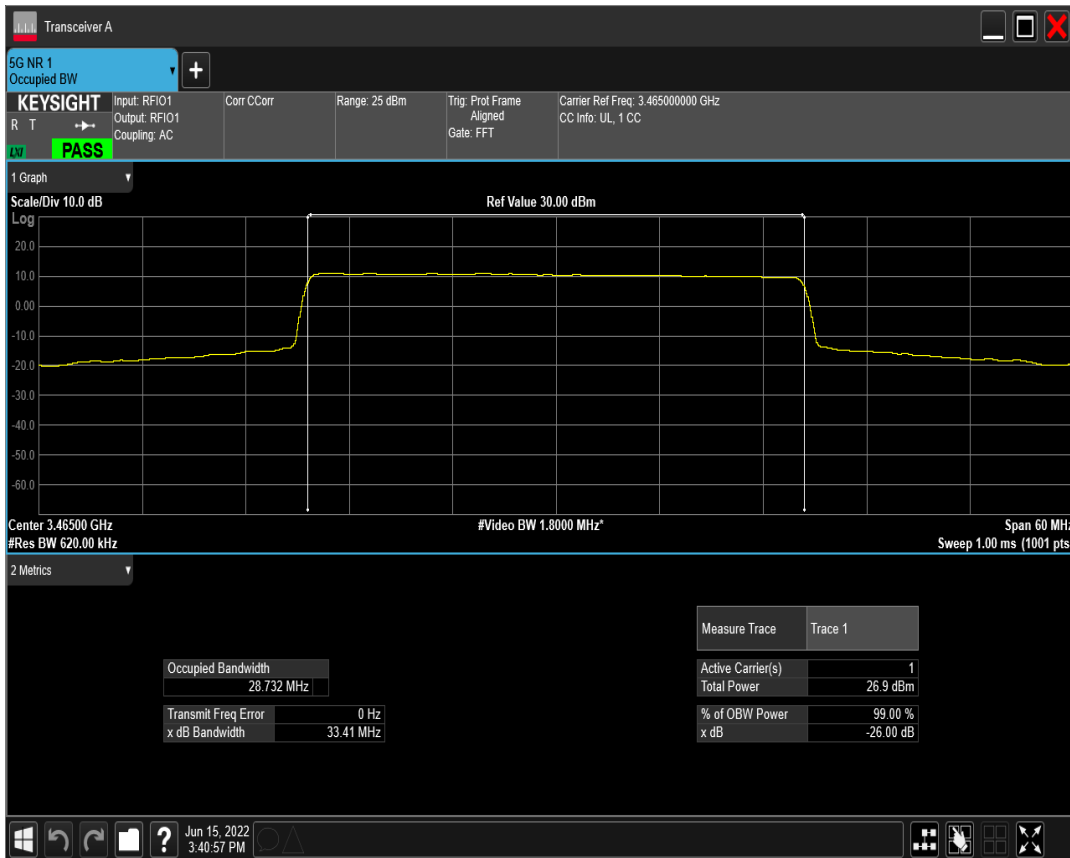 Transceiver A
5G NR 1
Occupied BW
KEYSIGHT
R T
LXI
PASS
Input: RFIO1
Output: RFIO1
Coupling: AC
Corr CCorr
Range: 25 dBm
Trig: Prot Frame
Aligned
Gate: FFT
Carrier Ref Freq: 3.465000000 GHz
CC Info: UL, 1 CC
1 Graph
Scale/Div 10.0 dB
Ref Value 30.00 dBm
Log
20.0
10.0
0.00
-10.0
-20.0
-30.0
-40.0
-50.0
-60.0
Center 3.46500 GHz
#Video BW 1.8000 MHz*
Span 60 MHz
#Res BW 620.00 kHz
Sweep 1.00 ms (1001 pts
2 Metrics
Measure Trace Trace 1
Occupied Bandwidth
28.732 MHz
Active Carrier(s) 1
Total Power 26.9 dBm
Transmit Freq Error 0 Hz
x dB Bandwidth 33.41 MHz
% of OBW Power 99.00 %
x dB -26.00 dB
?
Jun 15, 2022
3:40:57 PM